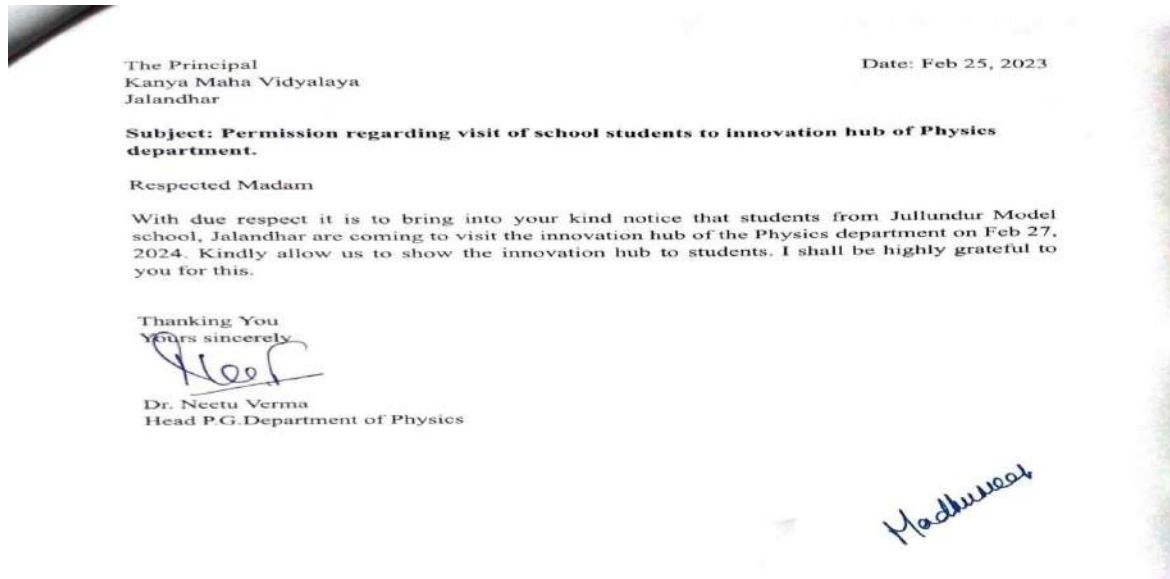 The Principal
Date: Feb 25, 2023
Kanya Maha Vidyalaya
Jalandhar
Subject: Permission regarding visit of school students to innovation hub of Physics
department.
Respected Madam
With due respect it is to bring into your kind notice that students from Jullundur Model
school, Jalandhar are coming to visit the innovation hub of the Physics department on Feb 27,
2024. Kindly allow us to show the innovation hub to students. I shall be highly grateful to
you for this.
Thanking You
Yours sincerely
Dr. Neetu Verma
Head P.G.Department of Physics